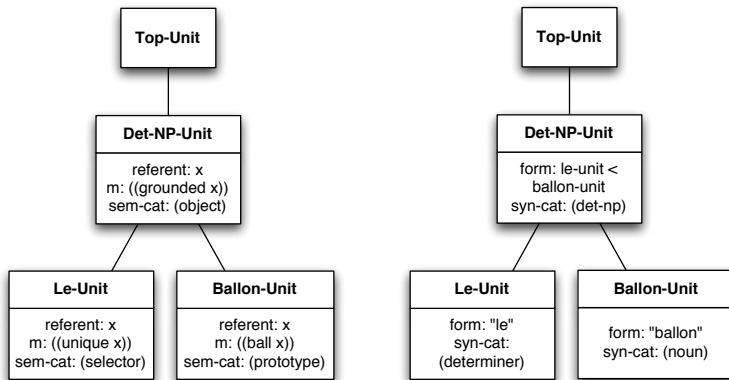 Top-Unit
Det-NP-Unit
referent: x
m: ((grounded x))
sem-cat: (object)
Le-Unit
referent: x
m: ((unique x))
sem-cat: (selector)
Ballon-Unit
referent: x
m: ((ball x))
sem-cat: (prototype)
Top-Unit
Det-NP-Unit
form: le-unit <
ballon-unit
syn-cat: (det-np)
Le-Unit
form: "le"
syn-cat:
(determiner)
Ballon-Unit
form: "ballon"
syn-cat: (noun)